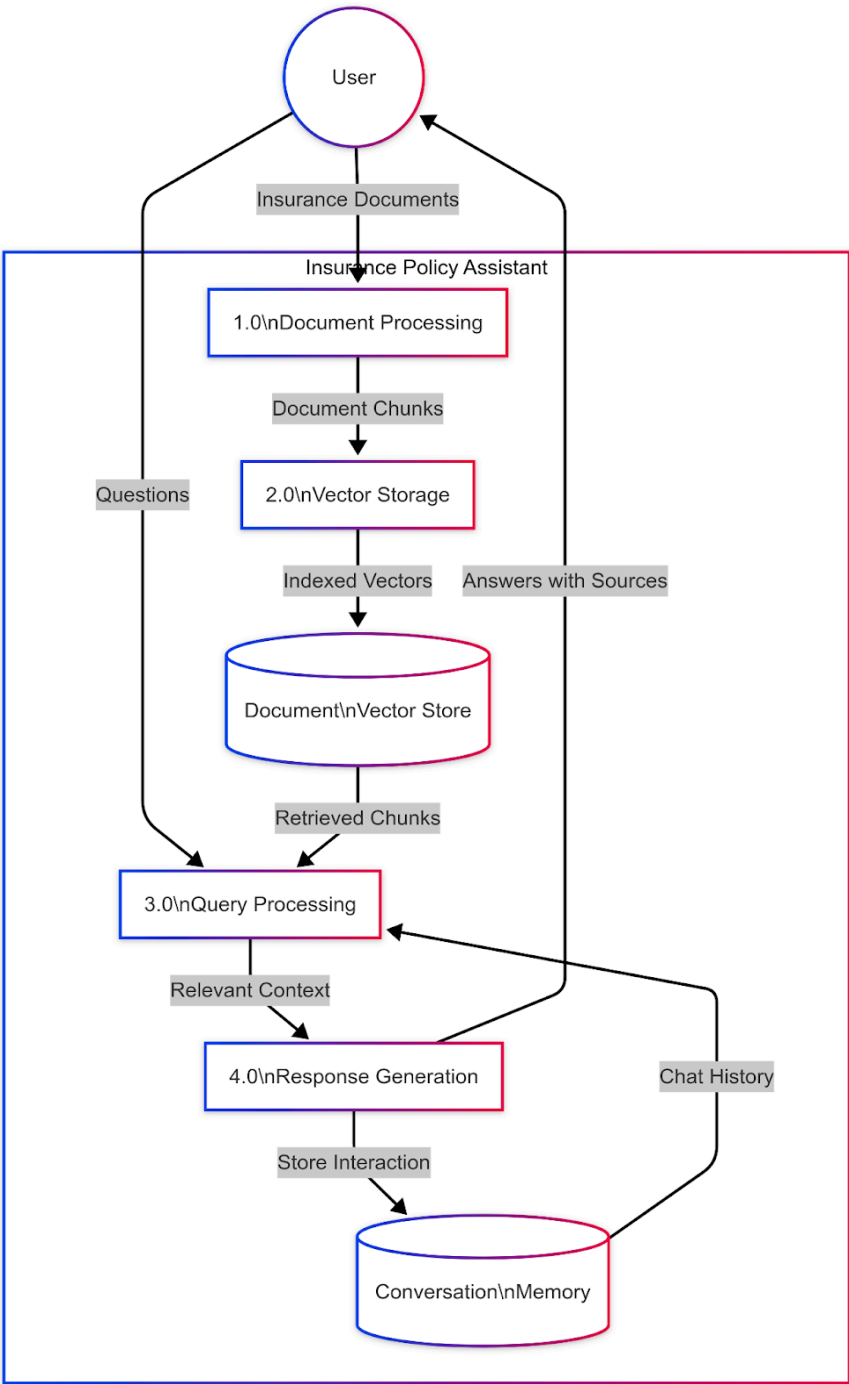 User
Insurance Documents
Insurance Policy Assistant
1.0\nDocument Processing
Document Chunks
2.0\nVector Storage
Questions
Indexed Vectors
Answers with Sources
Document\nVector Store
Retrieved Chunks
3.0\nQuery Processing
Relevant Context
4.0\nResponse Generation
Chat History
Store Interaction
Conversation\nMemory